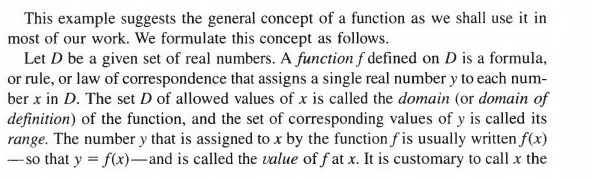 This example suggests the general concept of a function as we shall use it in
most of our work. We formulate this concept as follows.
Let D be a given set of real numbers. A function f defined on D is a formula,
or rule, or law of correspondence that assigns a single real number y to each num-
ber x in D. The set D of allowed values of x is called the domain (or domain of
definition) of the function, and the set of corresponding values of y is called its
range. The number y that is assigned to x by the function f is usually written f(x)
—so that y = f(x)—and is called the value of f at x. It is customary to call x the